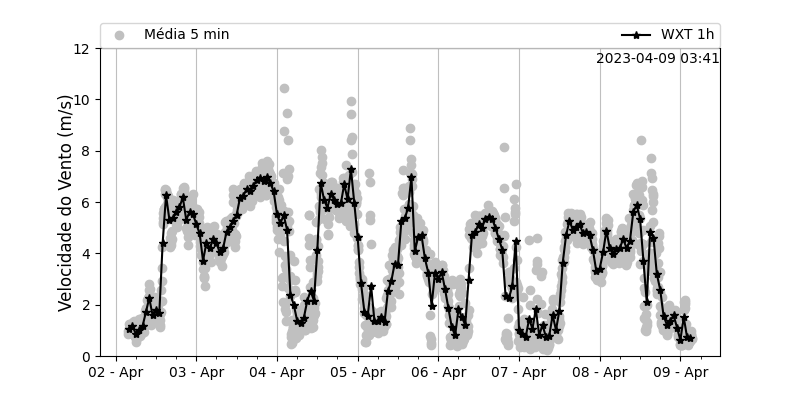 Média 5 min
WXT 1h
2023-04-09 03:41
Velocidade do Vento (m/s)
12
10
8
6
4
2
0
02 - Apr
03 - Apr
04 - Apr
05 - Apr
06 - Apr
07 - Apr
08 - Apr
09 - Apr